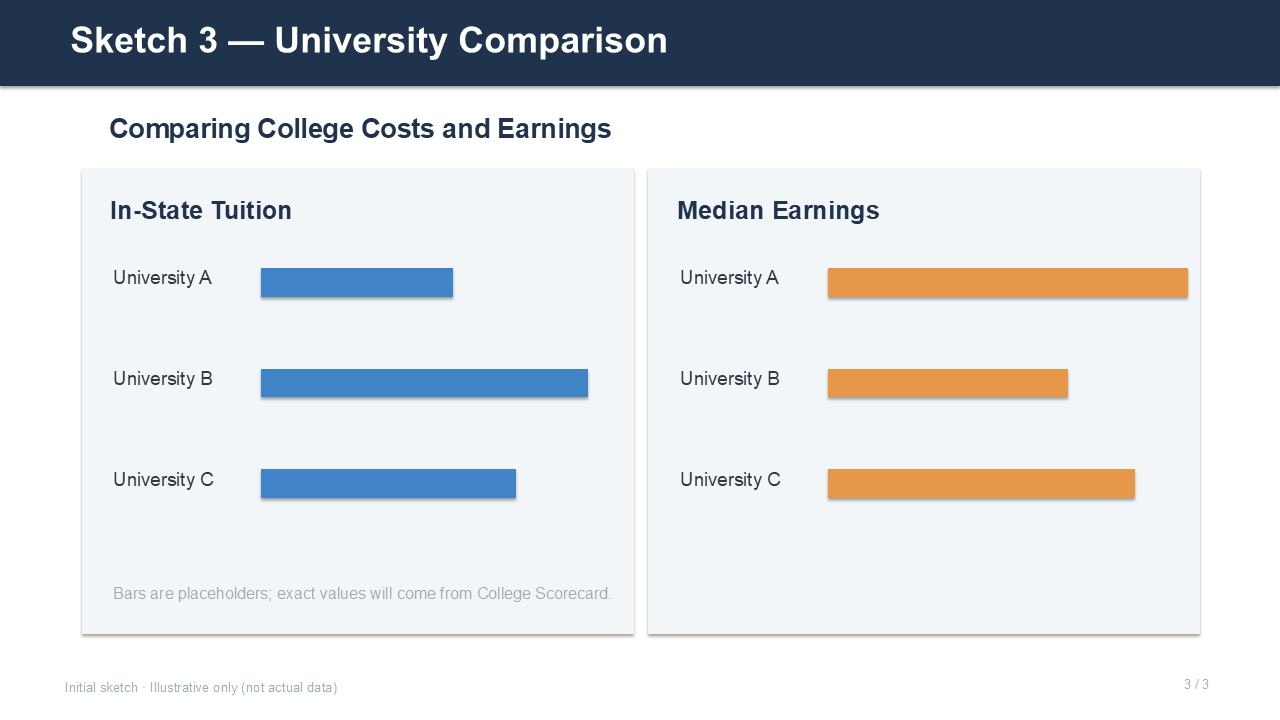 Sketch 3 — University Comparison
Comparing College Costs and Earnings
In-State Tuition
University A
University B
University C
Bars are placeholders; exact values will come from College Scorecard.
Median Earnings
University A
University B
University C
Initial sketch · Illustrative only (not actual data)
3 / 3